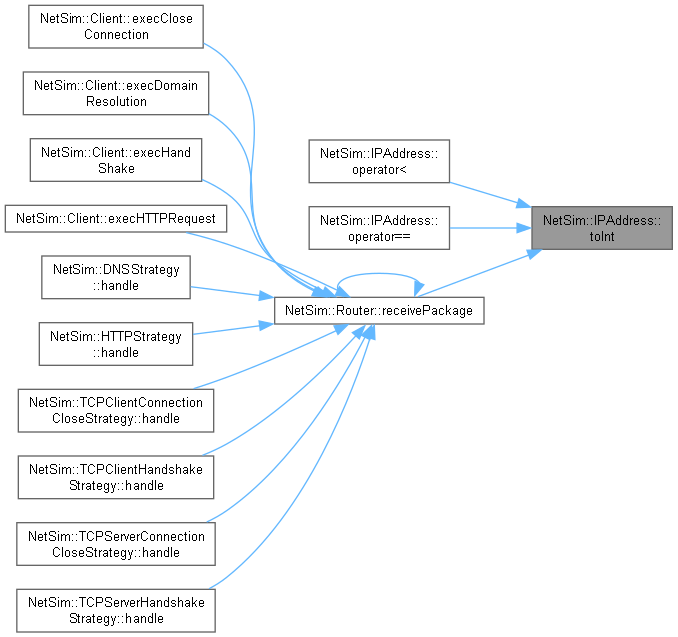 NetSim::Client::execClose
Connection
NetSim::Client::execDomain
Resolution
NetSim::Client::execHand
Shake
NetSim::Client::execHTTPRequest
NetSim::DNSStrategy
::handle
NetSim::HTTPStrategy
::handle
NetSim::TCPClientConnection
CloseStrategy::handle
NetSim::TCPClientHandshake
Strategy::handle
NetSim::TCPServerConnection
CloseStrategy::handle
NetSim::TCPServerHandshake
Strategy::handle
NetSim::IPAddress::
operator<
NetSim::IPAddress::
operator==
NetSim::Router::receivePackage
NetSim::IPAddress::
toInt